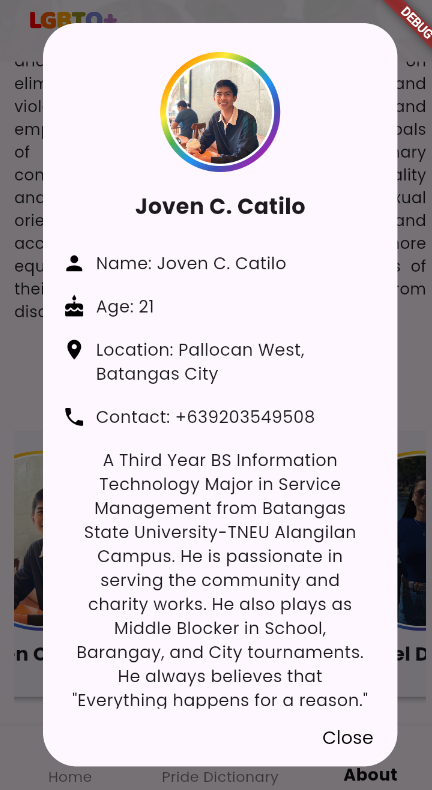 LGBTQ+
DEBUG
Joven C. Catilo
Name: Joven C. Catilo
Age: 21
Location: Pallocan West,
Batangas City
Contact: +639203549508
A Third Year BS Information
Technology Major in Service
Management from Batangas
State University-TNEU Alangilan
Campus. He is passionate in
serving the community and
charity works. He also plays as
Middle Blocker in School,
Barangay, and City tournaments.
He always believes that
"Everything happens for a reason."
Close
Home Pride Dictionary About